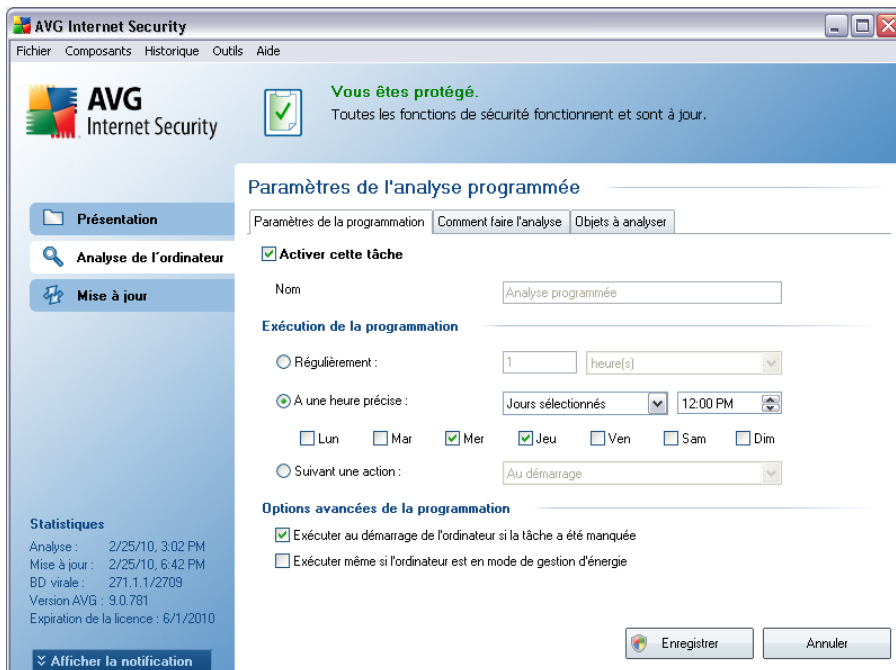 AVG Internet Security
Fichier Composants Historique Outils Aide
AVG
Internet Security
Vous êtes protégé.
Toutes les fonctions de sécurité fonctionnent et sont à jour.
Présentation
Analyse de l'ordinateur
Mise à jour
Paramètres de l'analyse programmée
Paramètres de la programmation Comment faire l'analyse Objets à analyser
Activer cette tâche
Nom Analyse programmée
Exécution de la programmation
Régulièrement : 1 heure(s)
A une heure précise : Jours sélectionnés 12:00 PM
Lun Mar Mer Jeu Ven Sam Dim
Suivant une action : Au démarrage
Options avancées de la programmation
Exécuter au démarrage de l'ordinateur si la tâche a été manquée
Exécuter même si l'ordinateur est en mode de gestion d'énergie
Statistiques
Analyse : 2/25/10, 3:02 PM
Mise à jour : 2/25/10, 6:42 PM
BD virale : 271.1.1/2709
Version AVG : 9.0.781
Expiration de la licence : 6/1/2010
Afficher la notification
Enregistrer Annuler